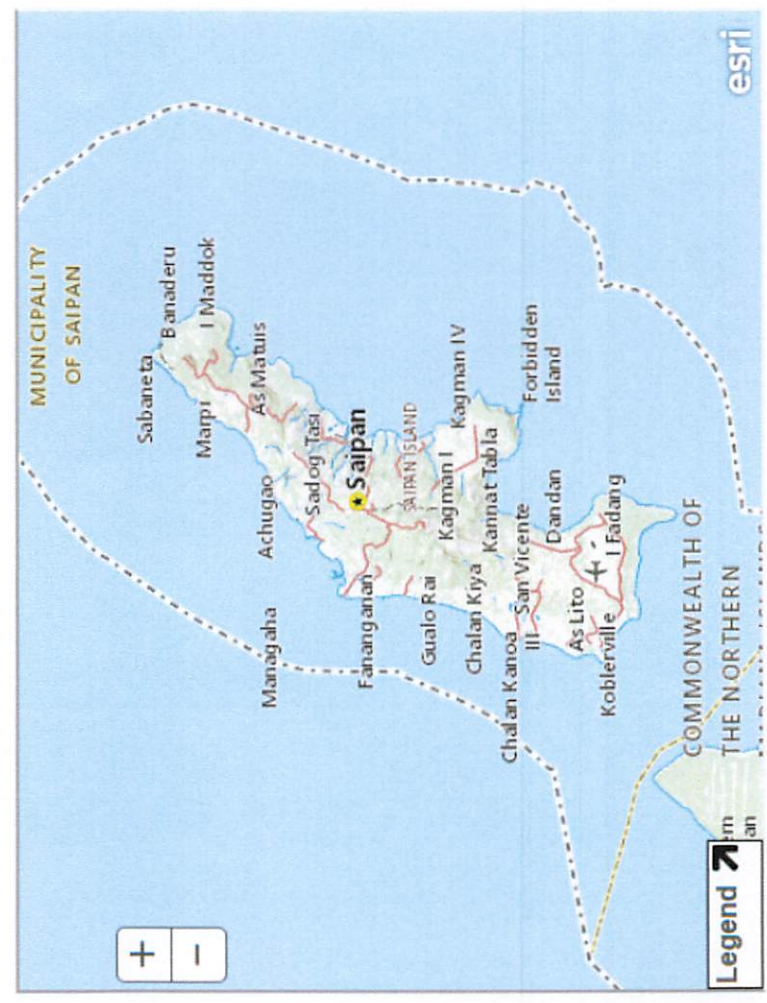 MUNICIPALITY
OF SAIPAN
+
−
Sabaneta
Banaderu
Marpi
I Maddok
As Matuis
Achugao
Managaha
Sadog Tasi
Saipan
Fananganan
SAIPAN ISLAND
Gualo Rai
Kagman I
Kagman IV
Chalan Kiya
Kannat Tabla
Chalan Kanoa
III
San Vicente
Forbidden
Island
Dandan
As Lito
Koblerville
I Fadang
COMMONWEALTH OF
THE NORTHERN
an
Legend
esri